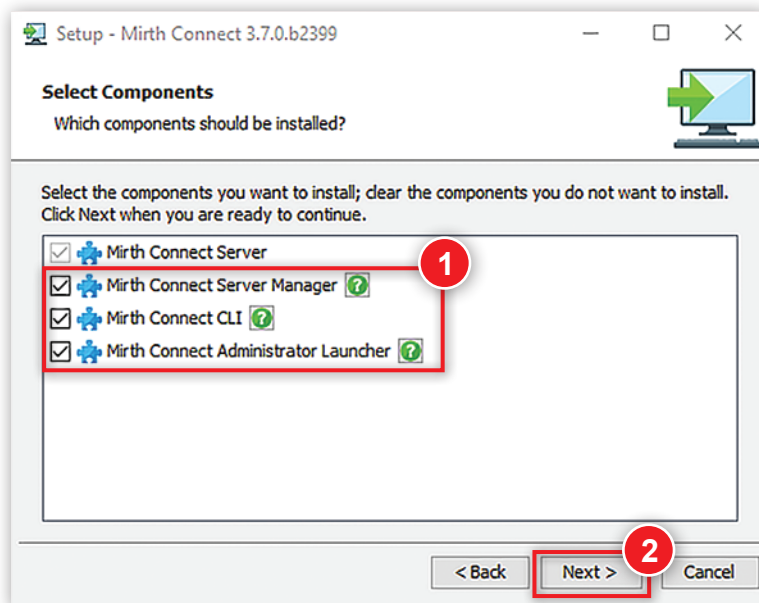 Setup - Mirth Connect 3.7.0.b2399
Select Components
Which components should be installed?
Select the components you want to install; clear the components you do not want to install.
Click Next when you are ready to continue.
Mirth Connect Server
1
Mirth Connect Server Manager ?
Mirth Connect CLI ?
Mirth Connect Administrator Launcher ?
2
< Back Next > Cancel